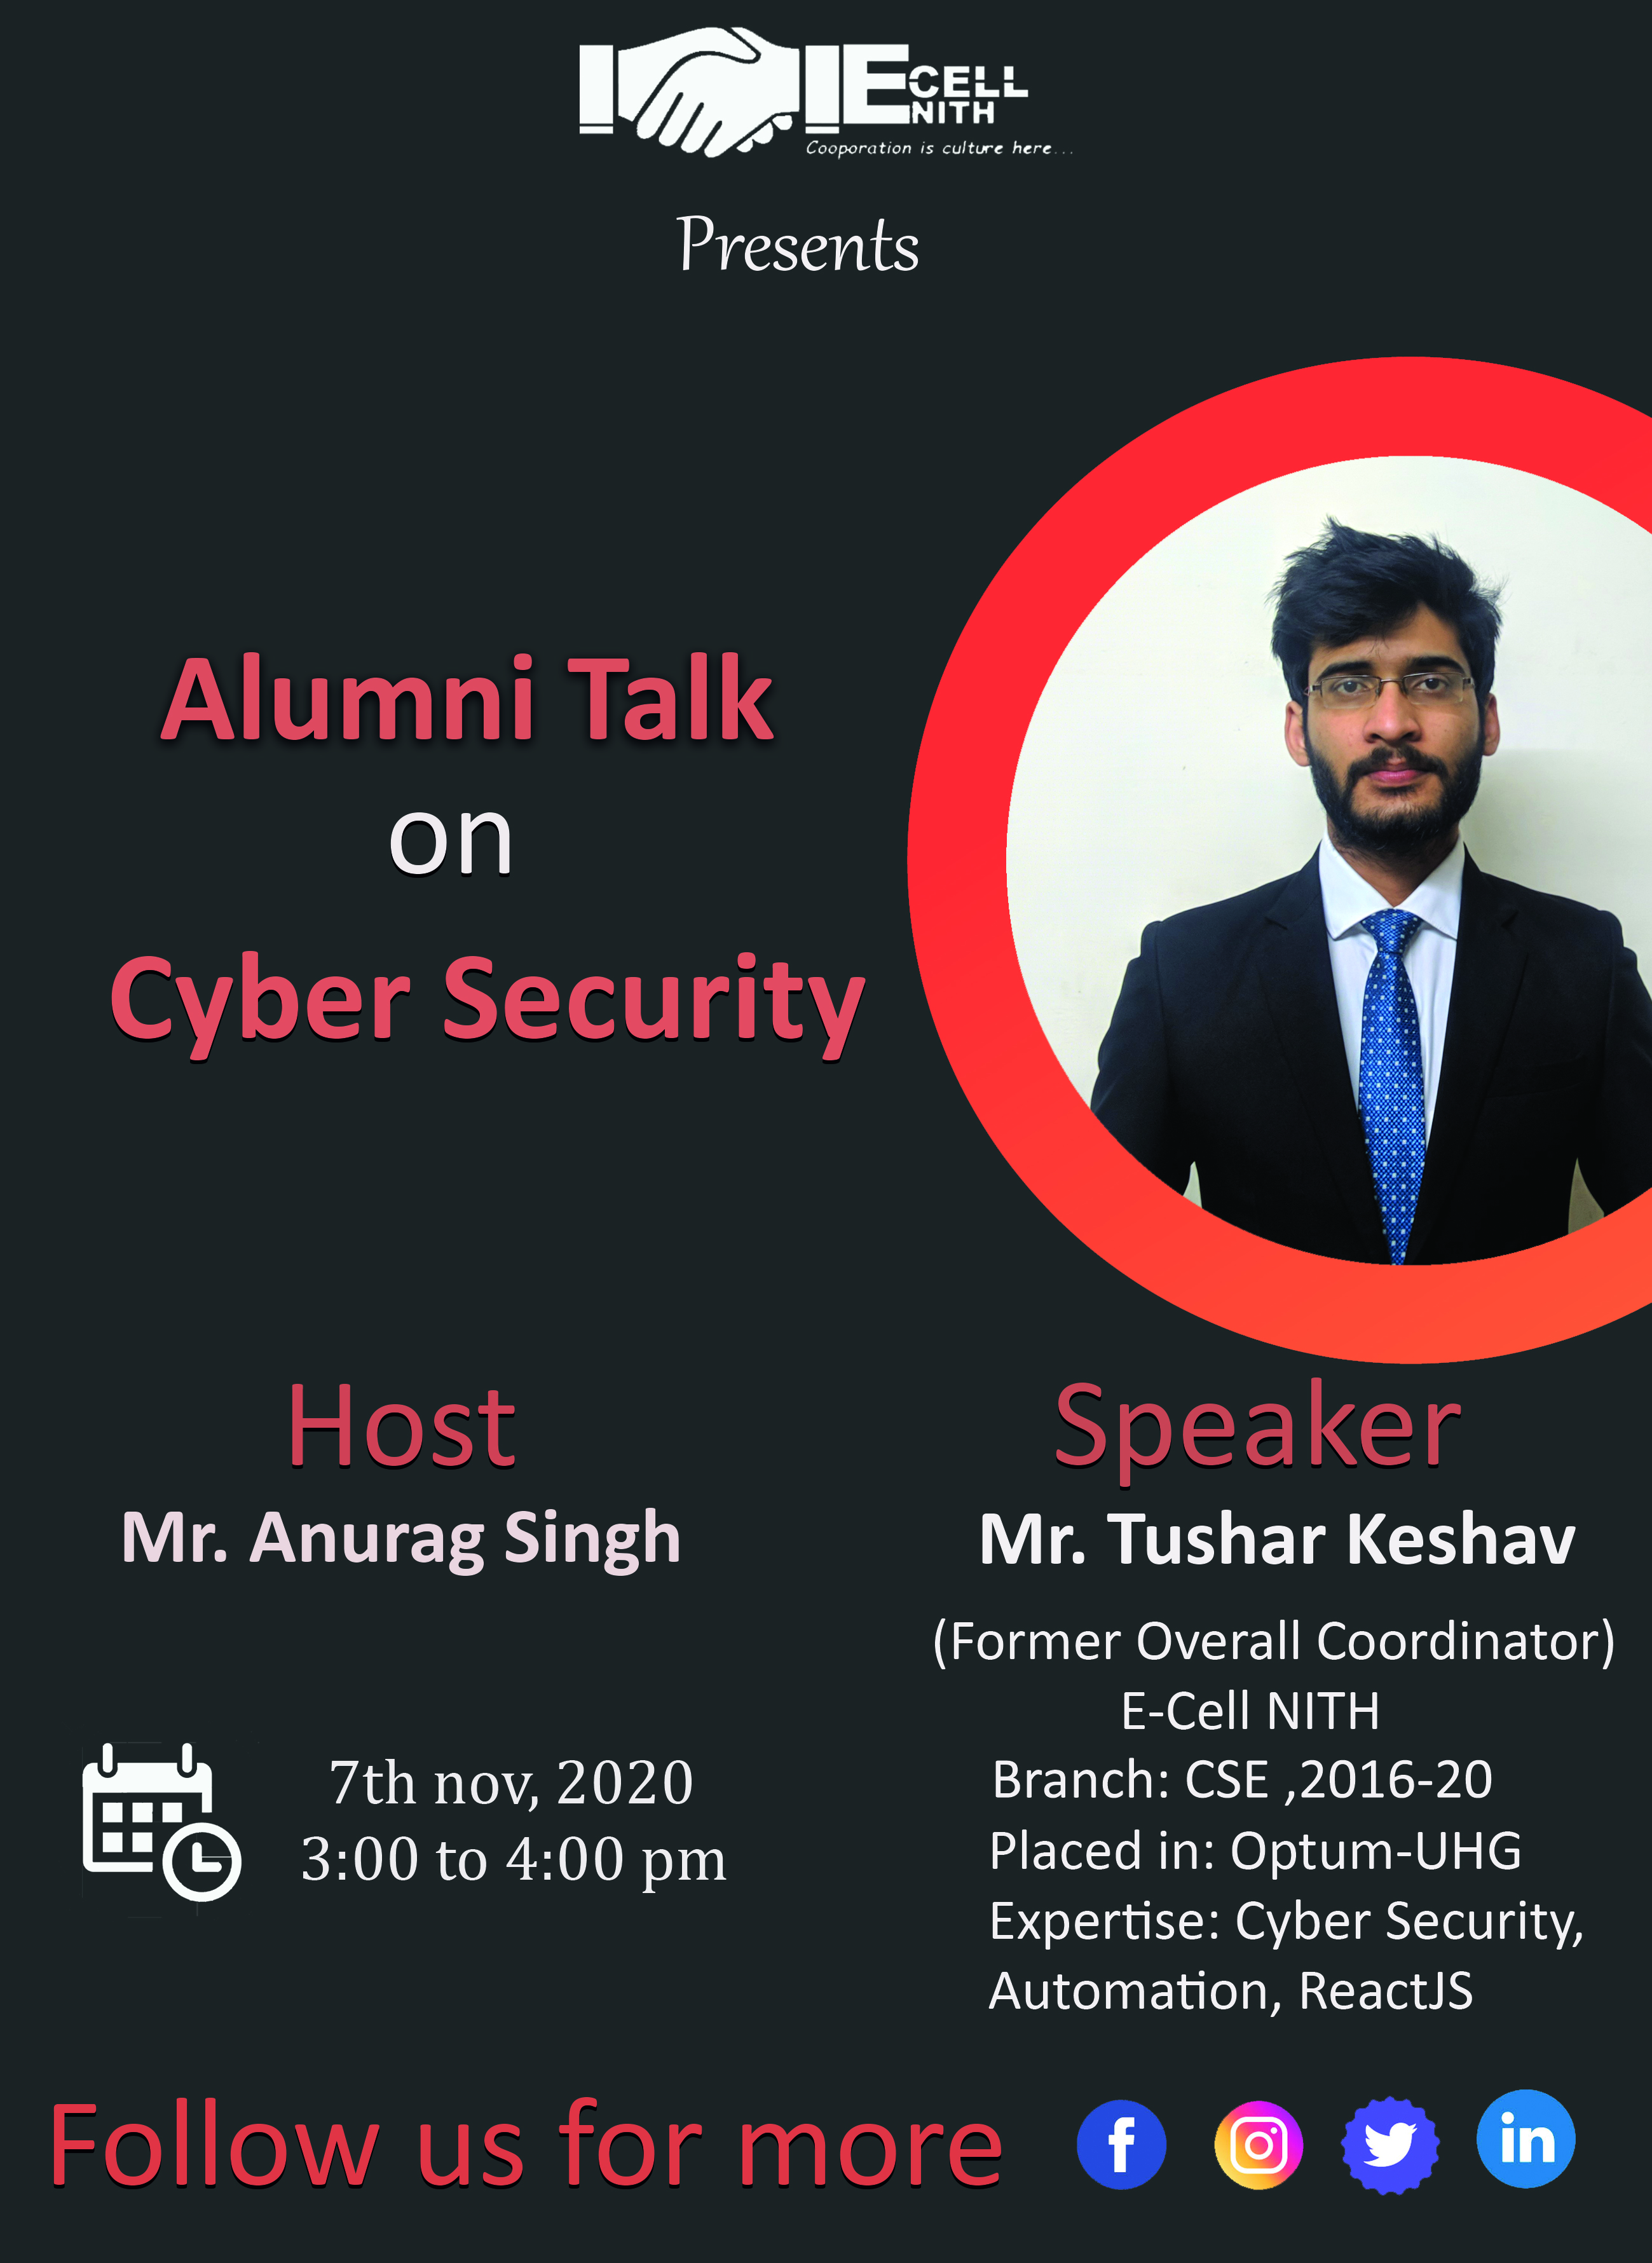 E CELL
NITH
Cooporation is culture here...
Presents
Alumni Talk
on
Cyber Security
Host
Mr. Anurag Singh
7th nov, 2020
3:00 to 4:00 pm
Speaker
Mr. Tushar Keshav
(Former Overall Coordinator)
E-Cell NITH
Branch: CSE ,2016-20
Placed in: Optum-UHG
Expertise: Cyber Security,
Automation, ReactJS
Follow us for more
f
in